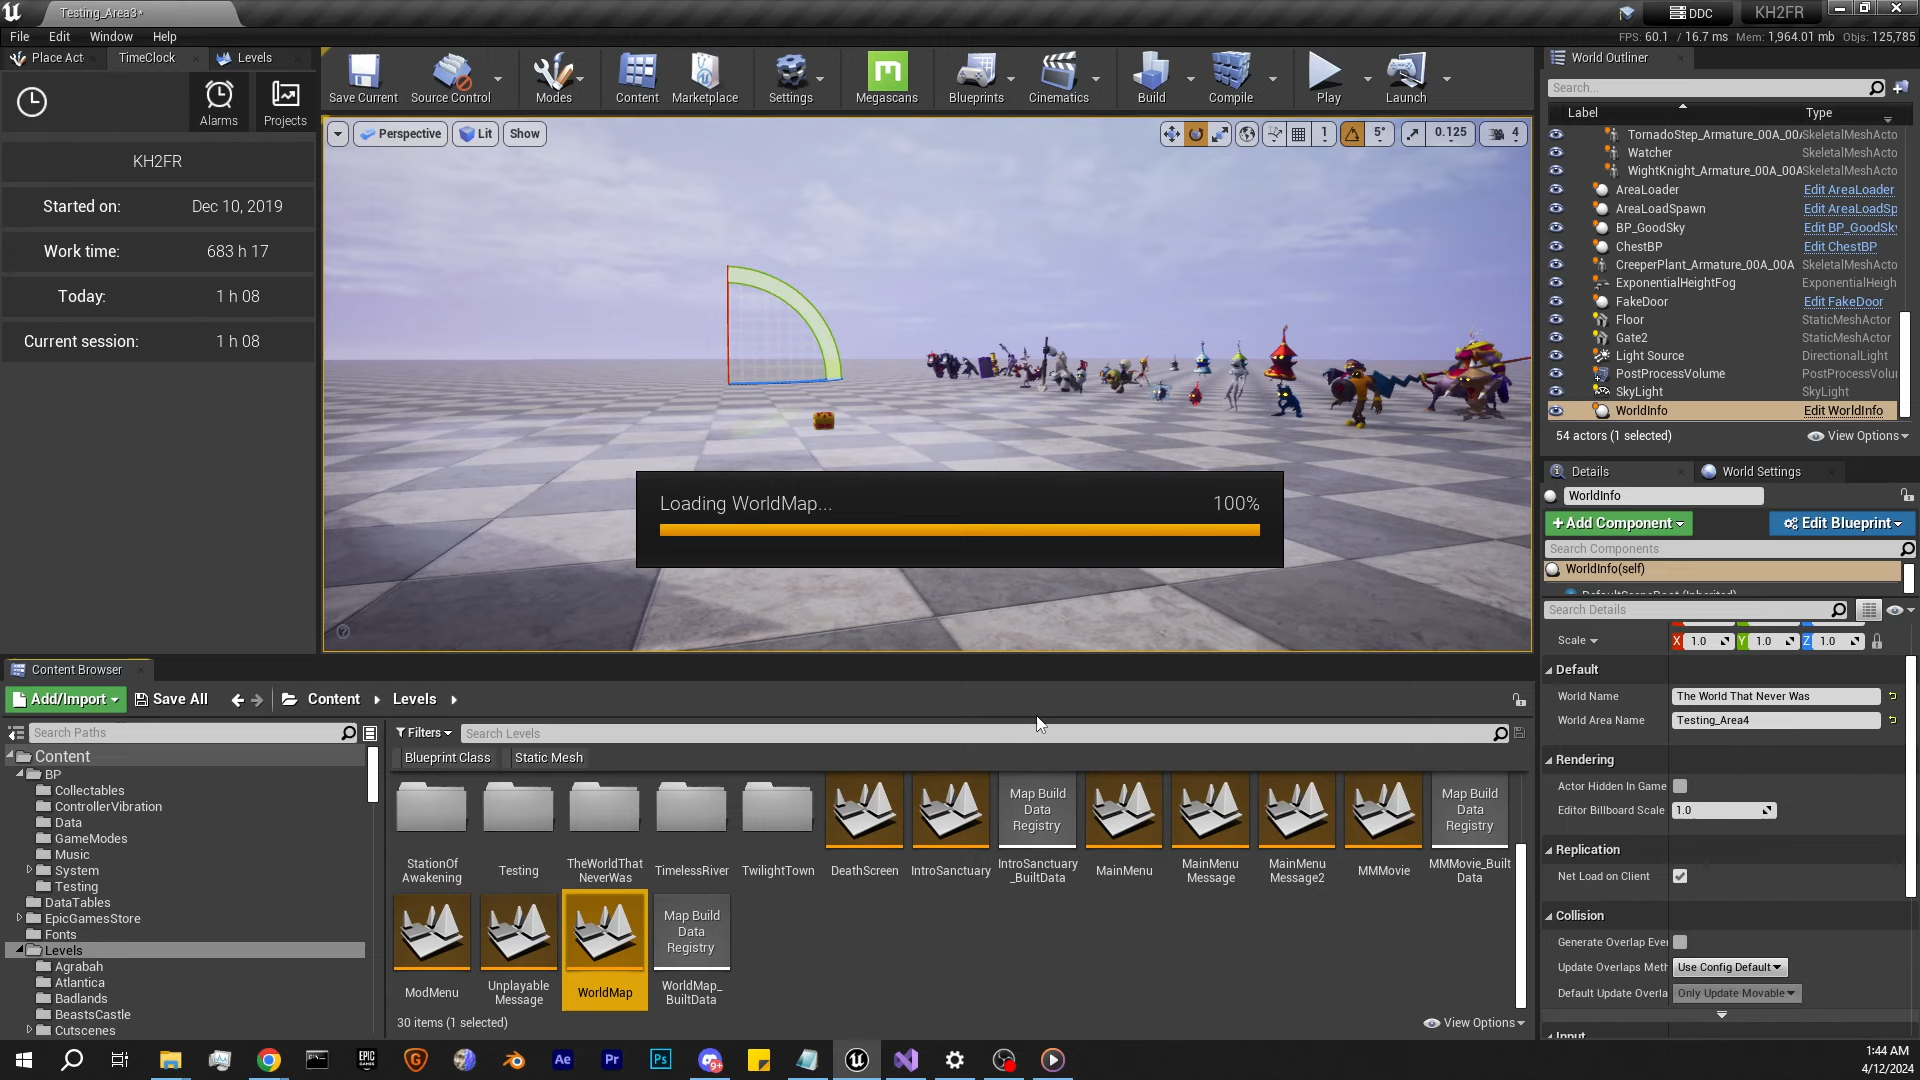 Testing_Area3*
DDC
KH2FR
File Edit Window Help
FPS: 60.1 / 16.7 ms Mem: 1,964.01 mb Objs: 125,785
Place Act
TimeClock
Levels
Alarms
Projects
KH2FR
Started on: Dec 10, 2019
Work time: 683 h 17
Today: 1 h 08
Current session: 1 h 08
Save Current
Source Control
Modes
Content
Marketplace
Settings
Megascans
Blueprints
Cinematics
Build
Compile
Play
Launch
Perspective
Lit
Show
1
5°
0.125
4
Loading WorldMap... 100%
World Outliner
Search...
Label Type
TornadoStep_Armature_00A_00A SkeletalMeshActo
Watcher SkeletalMeshActo
WightKnight_Armature_00A_00A SkeletalMeshActo
AreaLoader Edit AreaLoader
AreaLoadSpawn Edit AreaLoadSp
BP_GoodSky Edit BP_GoodSky
ChestBP Edit ChestBP
CreeperPlant_Armature_00A_00A SkeletalMeshActo
ExponentialHeightFog ExponentialHeigh
FakeDoor Edit FakeDoor
Floor StaticMeshActor
Gate2 StaticMeshActor
Light Source DirectionalLight
PostProcessVolume PostProcessVolu
SkyLight SkyLight
WorldInfo Edit WorldInfo
54 actors (1 selected)
View Options
Details
World Settings
WorldInfo
+Add Component
Edit Blueprint
Search Components
WorldInfo(self)
Search Details
Scale X 1.0 Y 1.0 Z 1.0
Default
World Name The World That Never Was
World Area Name Testing_Area4
Rendering
Actor Hidden In Game
Editor Billboard Scale 1.0
Replication
Net Load on Client
Collision
Generate Overlap Eve
Update Overlaps Meth Use Config Default
Default Update Overla Only Update Movable
Input
Content Browser
Add/Import
Save All
Content
Levels
Search Paths
Filters
Search Levels
Blueprint Class
Static Mesh
Content
BP
Collectables
ControllerVibration
Data
GameModes
Music
System
Testing
DataTables
EpicGamesStore
Fonts
Levels
Agrabah
Atlantica
Badlands
BeastsCastle
Cutscenes
StationOf
Awakening
Testing
TheWorldThat
NeverWas
TimelessRiver
TwilightTown
DeathScreen
IntroSanctuary
Map Build
Data
Registry
IntroSanctuary
_BuiltData
MainMenu
MainMenu
Message
MainMenu
Message2
MMMovie
Map Build
Data
Registry
MMMovie_Built
Data
ModMenu
Unplayable
Message
WorldMap
Map Build
Data
Registry
WorldMap_
BuiltData
30 items (1 selected)
View Options
EPIC
GAMES
Ae
Pr
Ps
9+
1:44 AM
4/12/2024